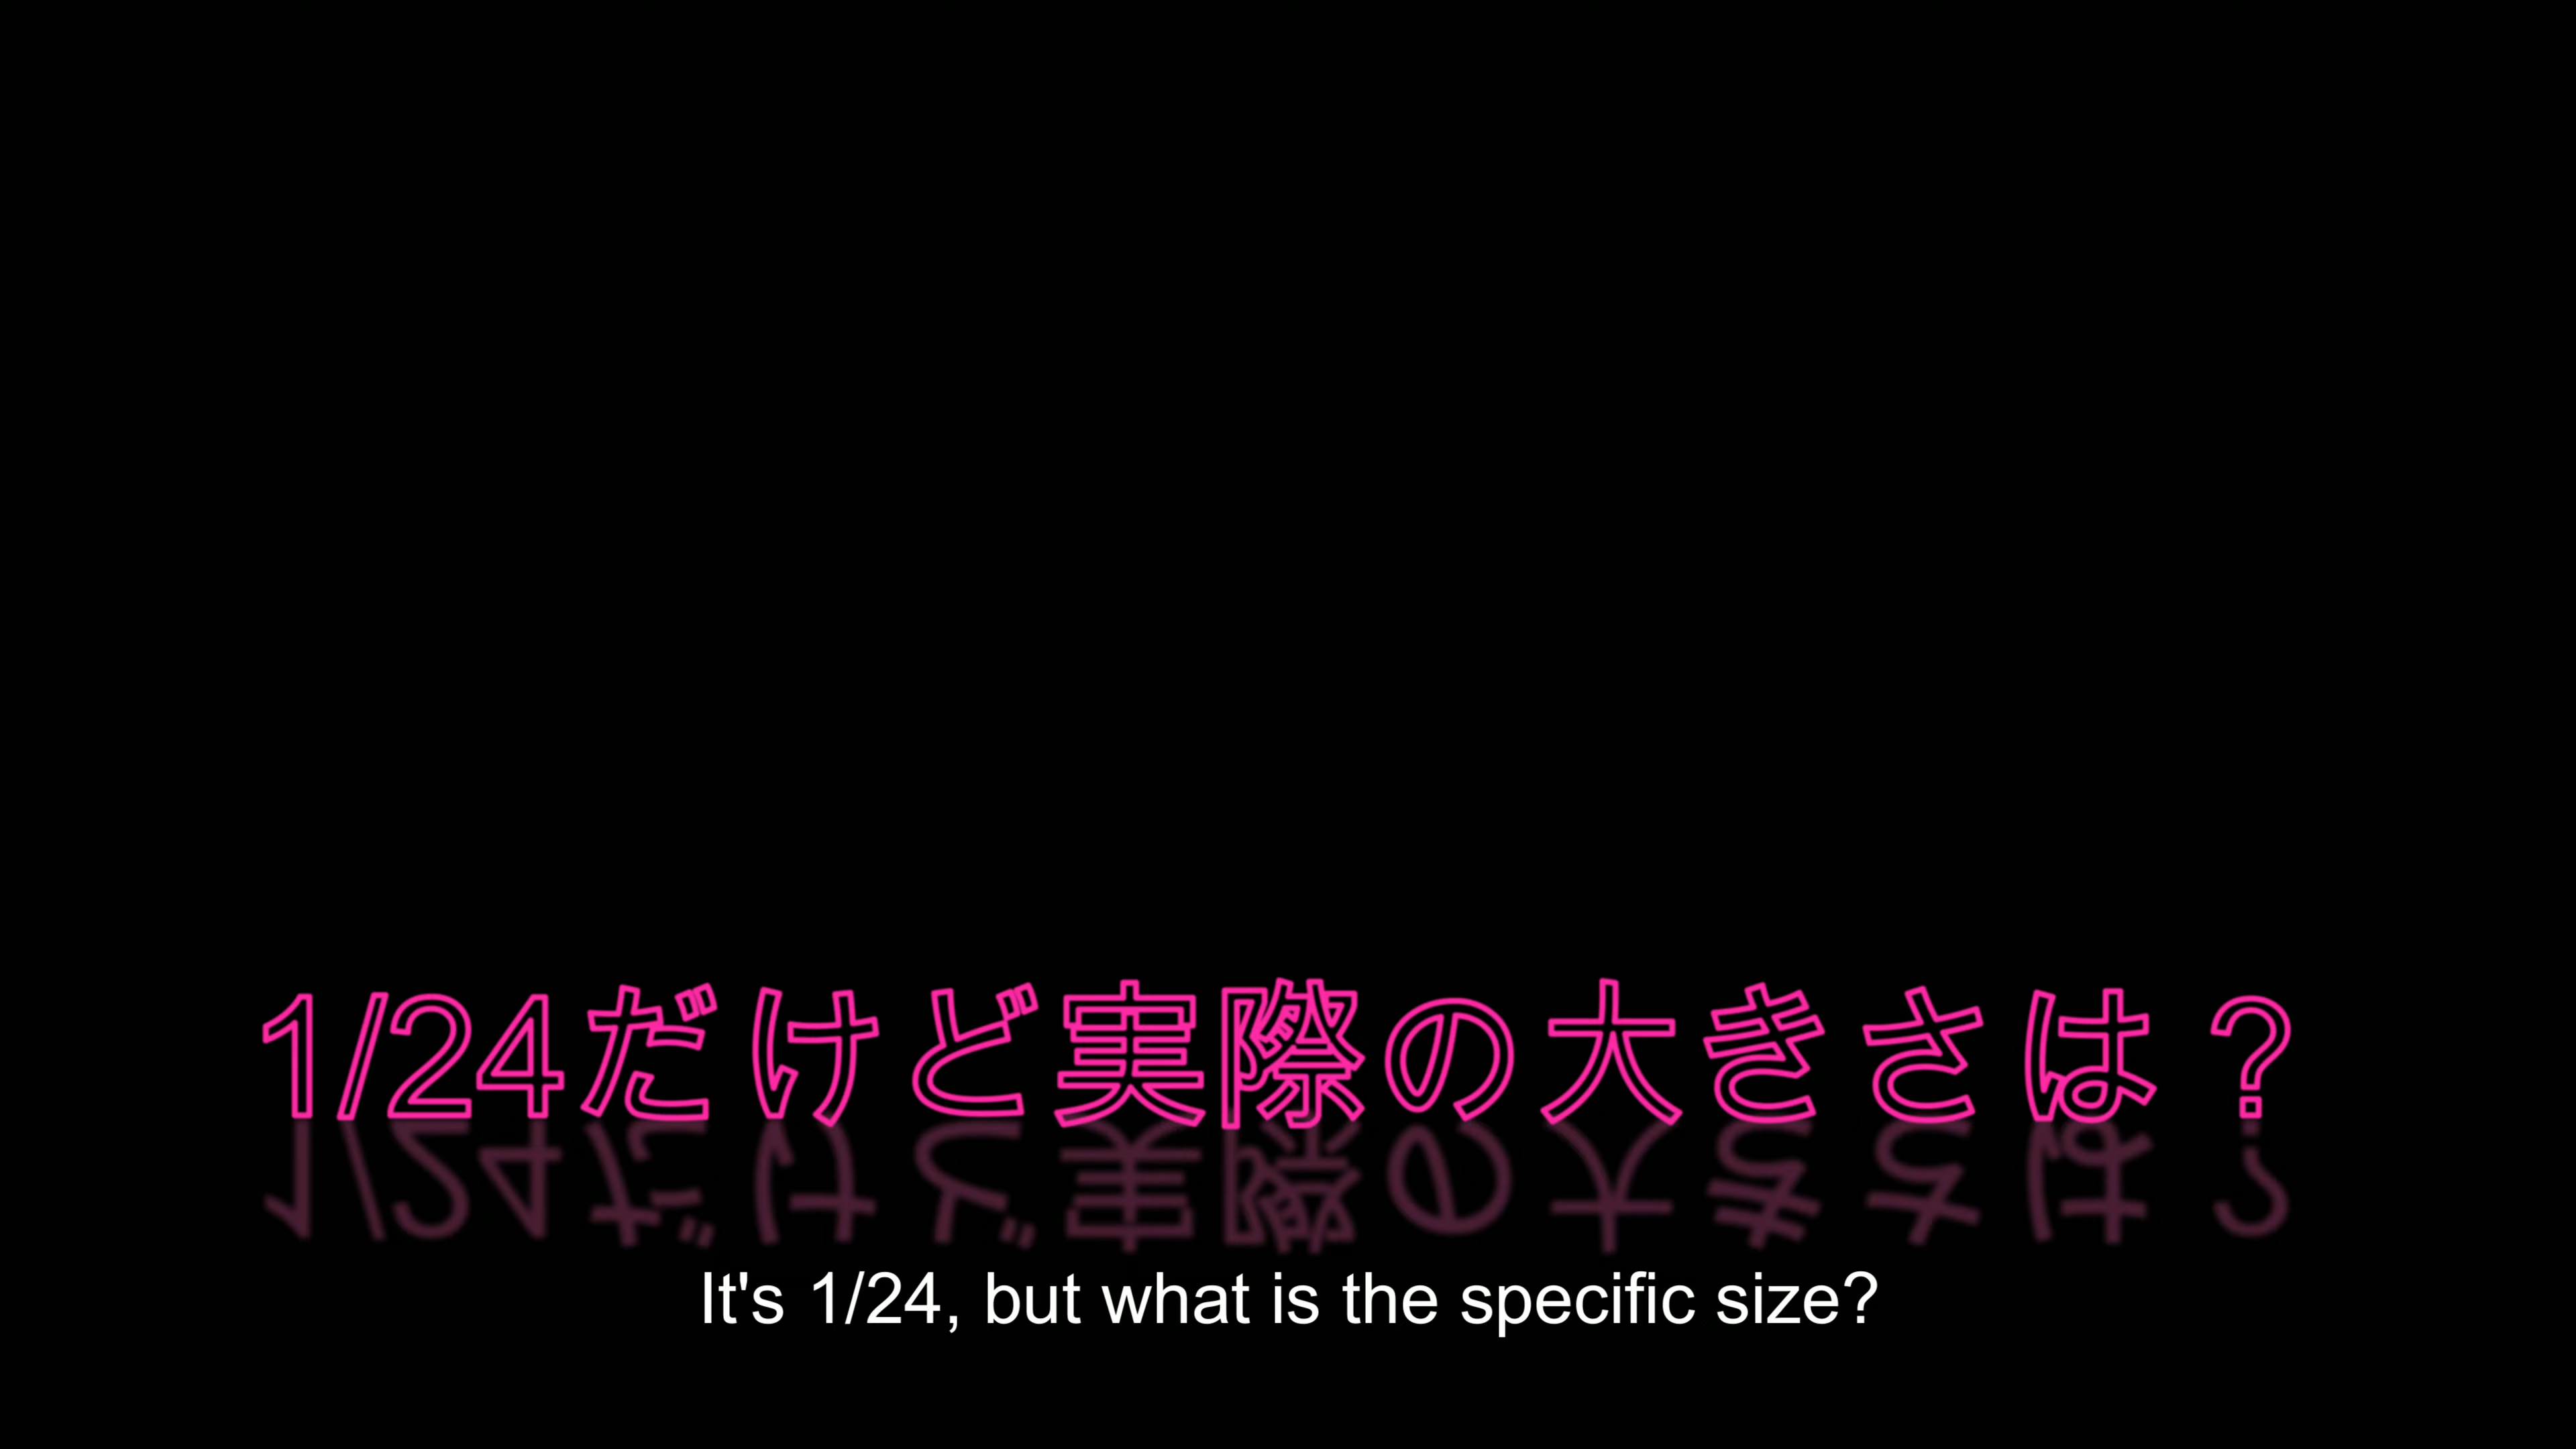 1/24だけど実際の大きさは？
It's 1/24, but what is the specific size?